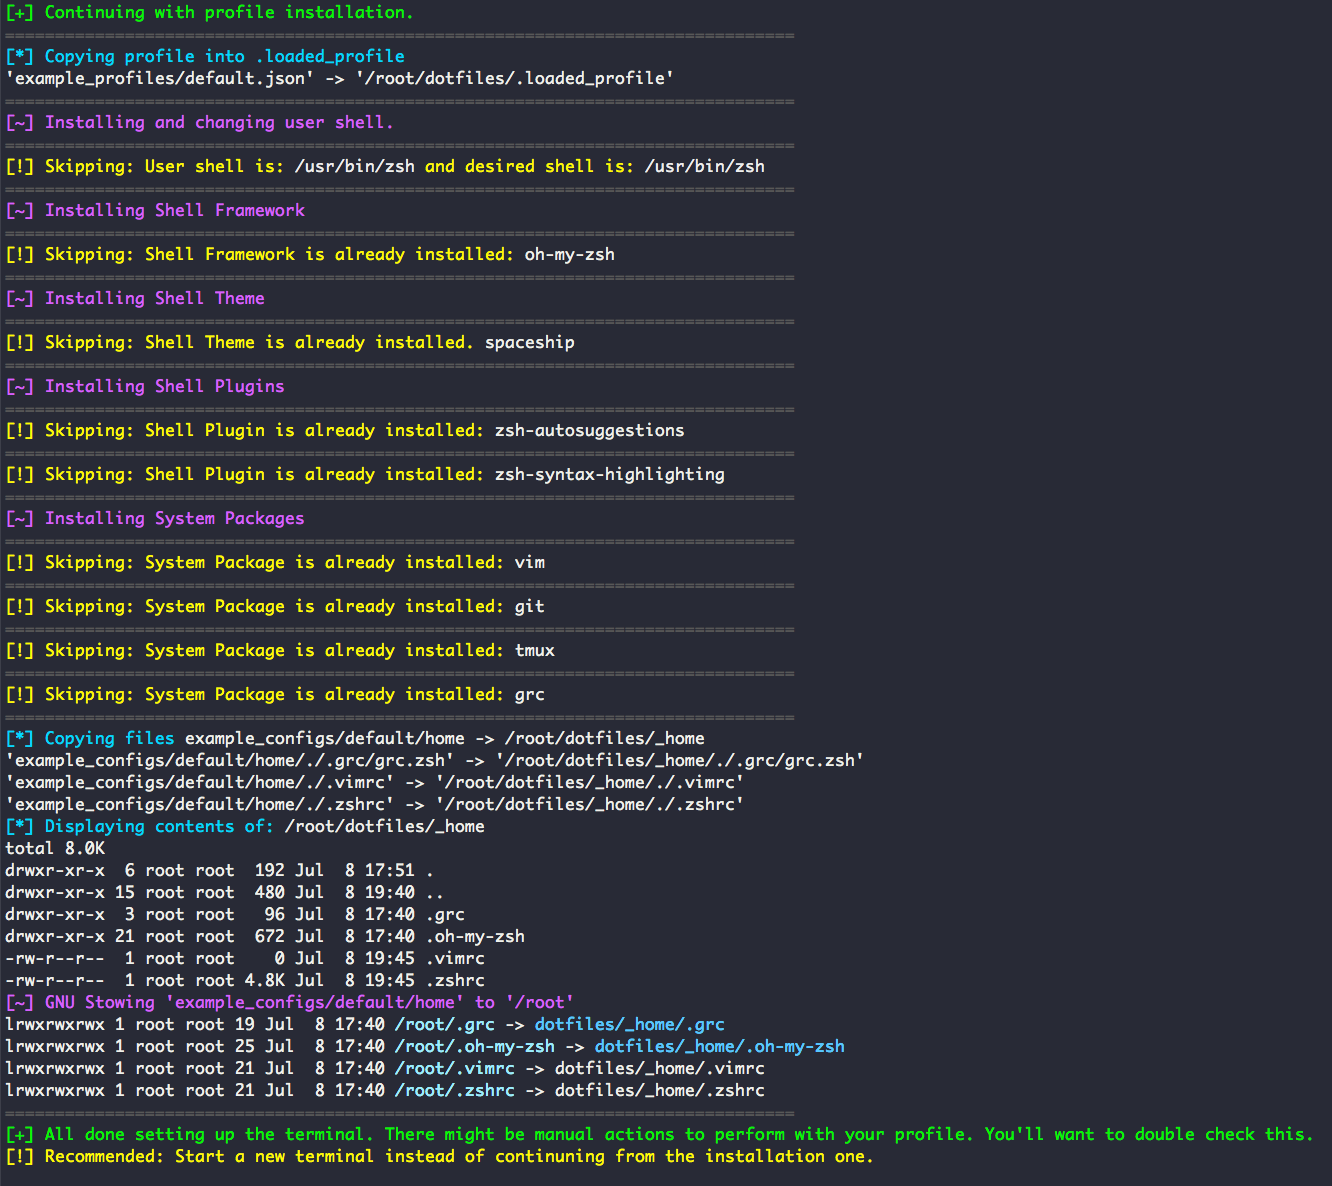 [+] Continuing with profile installation.
===============================================================================
[*] Copying profile into .loaded_profile
'example_profiles/default.json' -> '/root/dotfiles/.loaded_profile'
===============================================================================
[~] Installing and changing user shell.
===============================================================================
[!] Skipping: User shell is: /usr/bin/zsh and desired shell is: /usr/bin/zsh
===============================================================================
[~] Installing Shell Framework
===============================================================================
[!] Skipping: Shell Framework is already installed: oh-my-zsh
===============================================================================
[~] Installing Shell Theme
===============================================================================
[!] Skipping: Shell Theme is already installed. spaceship
===============================================================================
[~] Installing Shell Plugins
===============================================================================
[!] Skipping: Shell Plugin is already installed: zsh-autosuggestions
===============================================================================
[!] Skipping: Shell Plugin is already installed: zsh-syntax-highlighting
===============================================================================
[~] Installing System Packages
===============================================================================
[!] Skipping: System Package is already installed: vim
===============================================================================
[!] Skipping: System Package is already installed: git
===============================================================================
[!] Skipping: System Package is already installed: tmux
===============================================================================
[!] Skipping: System Package is already installed: grc
===============================================================================
[*] Copying files example_configs/default/home -> /root/dotfiles/_home
'example_configs/default/home/./.grc/grc.zsh' -> '/root/dotfiles/_home/./.grc/grc.zsh'
'example_configs/default/home/./.vimrc' -> '/root/dotfiles/_home/./.vimrc'
'example_configs/default/home/./.zshrc' -> '/root/dotfiles/_home/./.zshrc'
[*] Displaying contents of: /root/dotfiles/_home
total 8.0K
drwxr-xr-x  6 root root  192 Jul  8 17:51 .
drwxr-xr-x 15 root root  480 Jul  8 19:40 ..
drwxr-xr-x  3 root root   96 Jul  8 17:40 .grc
drwxr-xr-x 21 root root  672 Jul  8 17:40 .oh-my-zsh
-rw-r--r--  1 root root    0 Jul  8 19:45 .vimrc
-rw-r--r--  1 root root 4.8K Jul  8 19:45 .zshrc
[~] GNU Stowing 'example_configs/default/home' to '/root'
lrwxrwxrwx 1 root root 19 Jul  8 17:40 /root/.grc -> dotfiles/_home/.grc
lrwxrwxrwx 1 root root 25 Jul  8 17:40 /root/.oh-my-zsh -> dotfiles/_home/.oh-my-zsh
lrwxrwxrwx 1 root root 21 Jul  8 17:40 /root/.vimrc -> dotfiles/_home/.vimrc
lrwxrwxrwx 1 root root 21 Jul  8 17:40 /root/.zshrc -> dotfiles/_home/.zshrc
===============================================================================
[+] All done setting up the terminal. There might be manual actions to perform with your profile. You'll want to double check this.
[!] Recommended: Start a new terminal instead of continuning from the installation one.